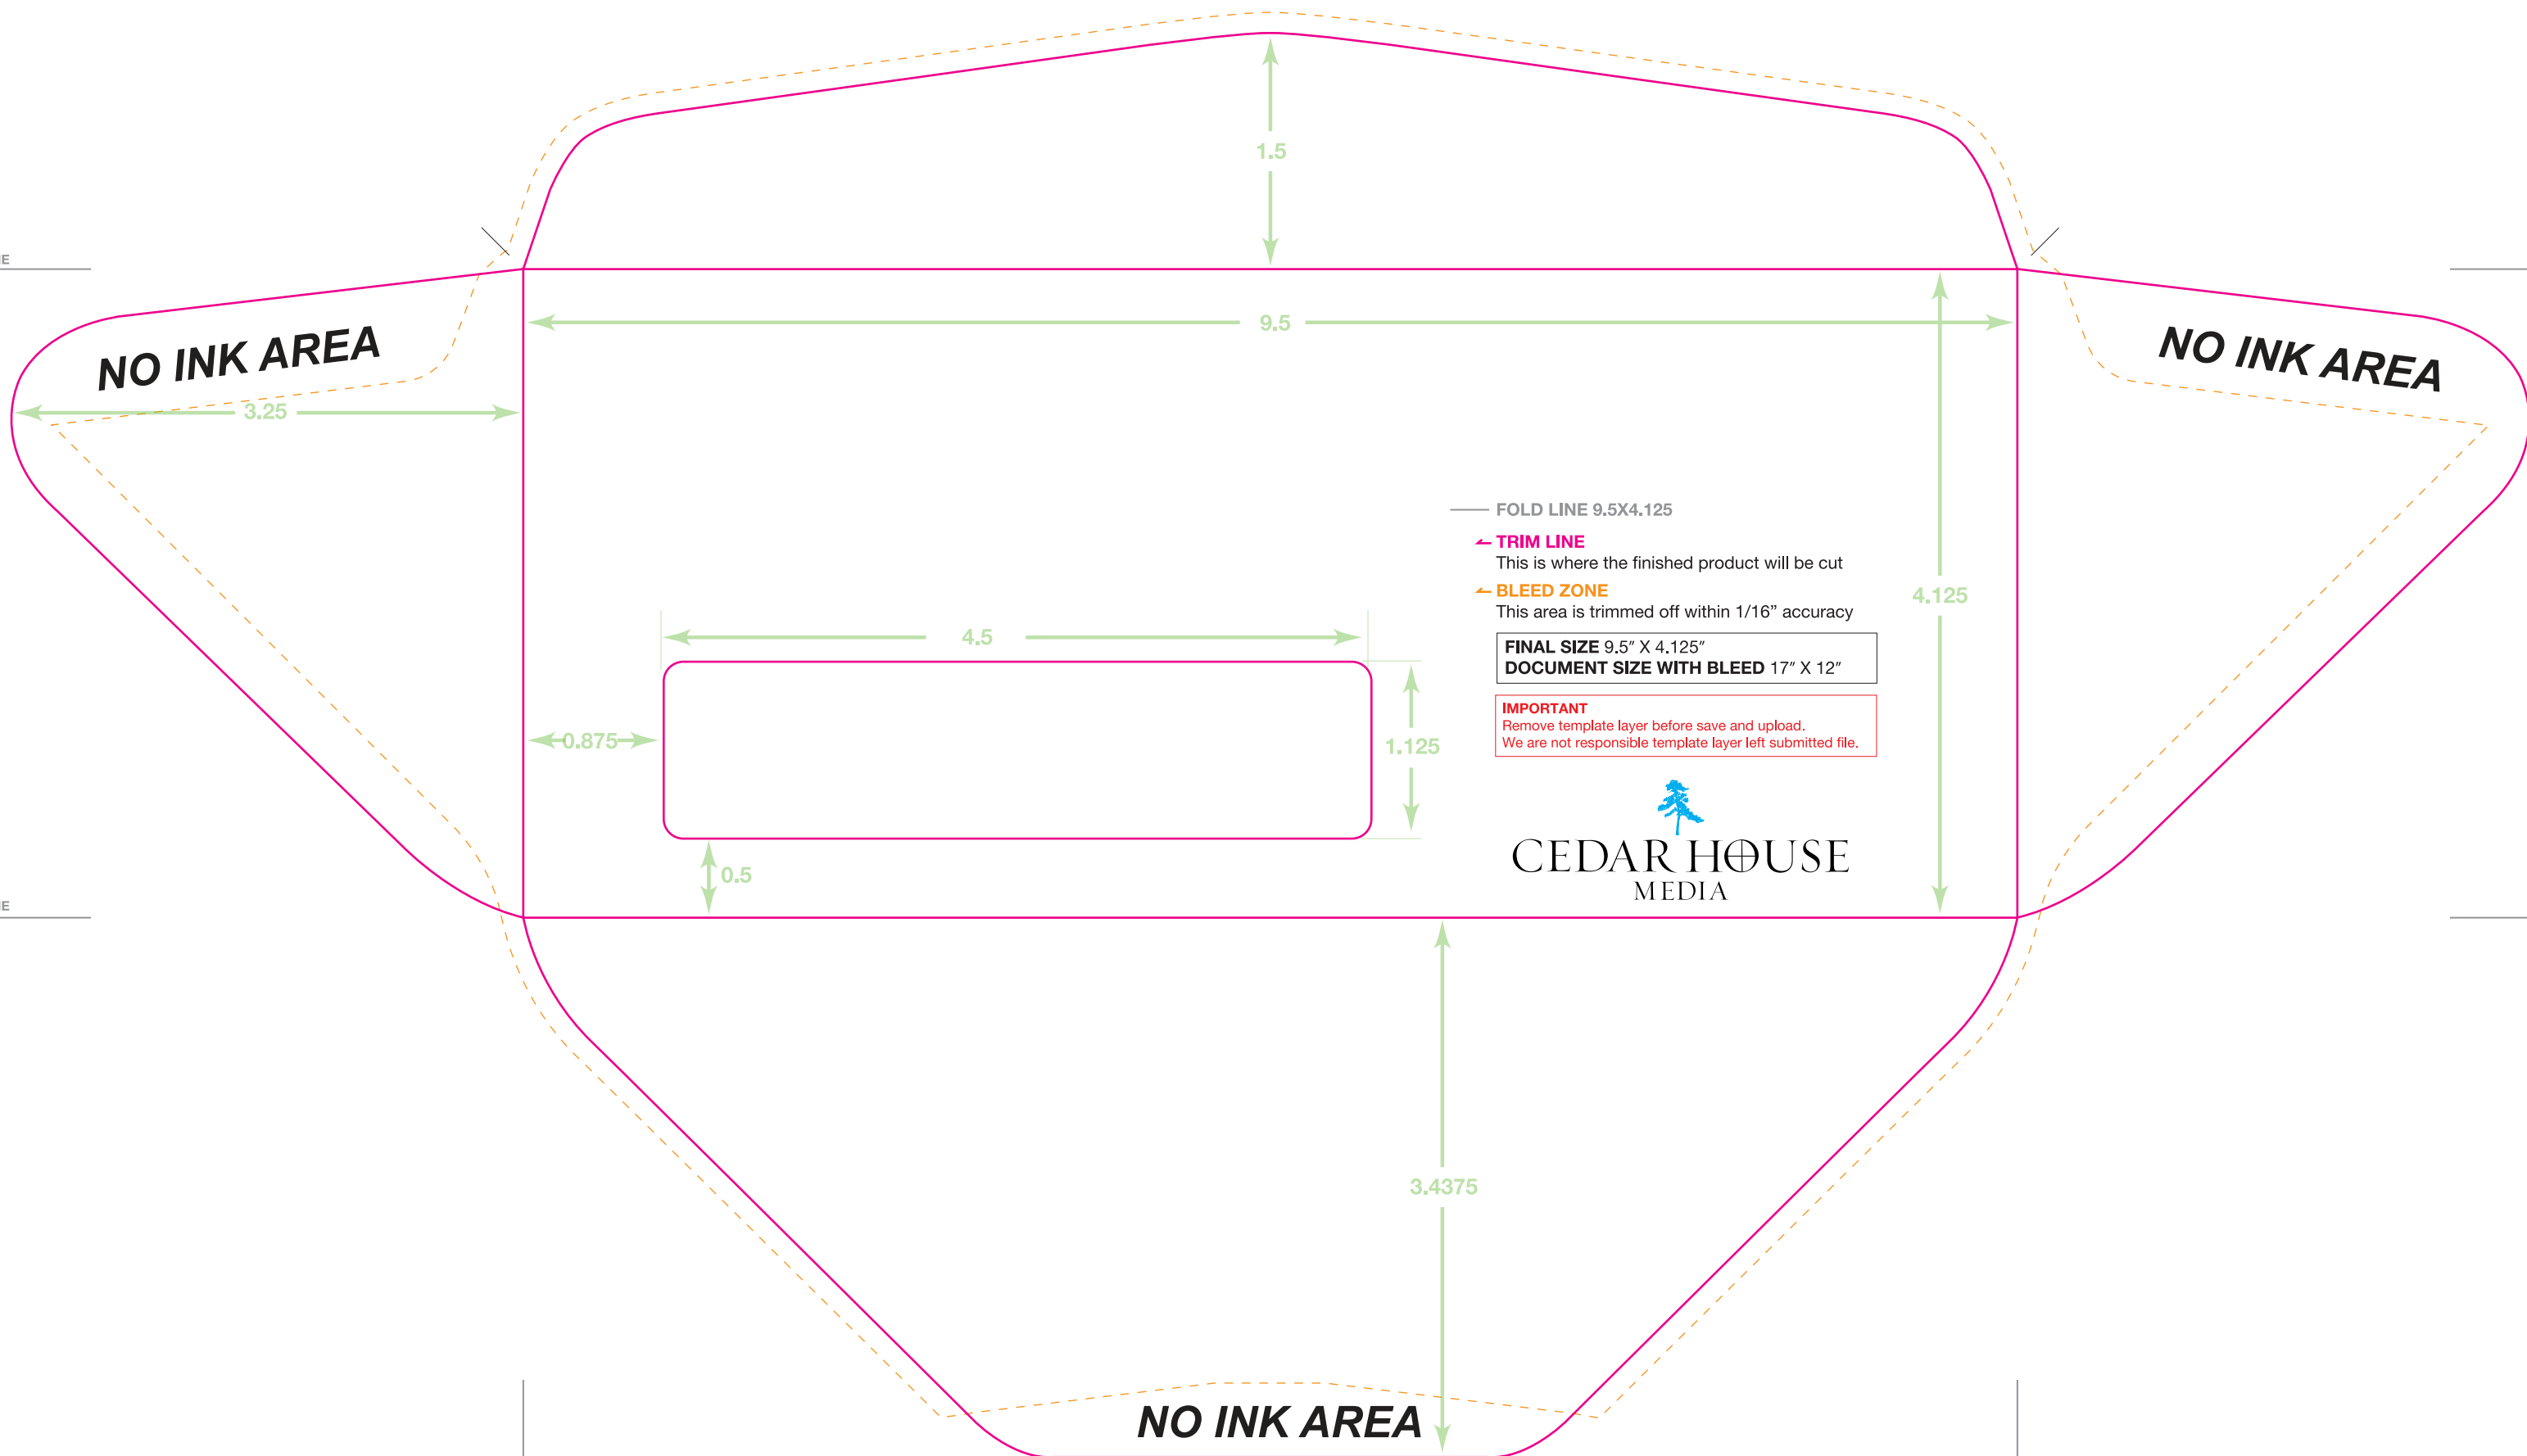 1.5
NO INK AREA
9.5
NO INK AREA
3.25
FOLD LINE 9.5X4.125
TRIM LINE
This is where the finished product will be cut
BLEED ZONE
This area is trimmed off within 1/16” accuracy
4.125
4.5
FINAL SIZE 9.5” X 4.125”
DOCUMENT SIZE WITH BLEED 17” X 12”
IMPORTANT
Remove template layer before save and upload.
We are not responsible template layer left submitted file.
0.875
1.125
CEDAR HOUSE
MEDIA
0.5
3.4375
NO INK AREA